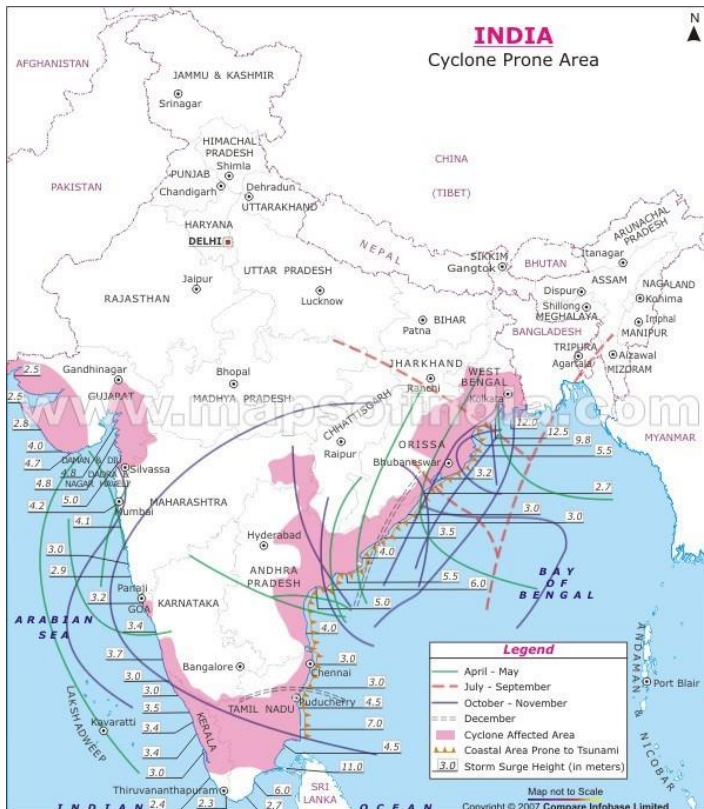 INDIA
Cyclone Prone Area
N
AFGHANISTAN
JAMMU & KASHMIR
Srinagar
HIMACHAL
PRADESH
Shimla
CHINA
(TIBET)
PAKISTAN
PUNJAB
Chandigarh
Dehradun
UTTARAKHAND
HARYANA
DELHI
NEPAL
ARUNACHAL
PRADESH
Itanagar
SIKKIM
Gangtok
BHUTAN
ASSAM
Jaipur
RAJASTHAN
UTTAR PRADESH
Lucknow
Dispur
NAGALAND
Kohima
Shillong
MEGHALAYA
BIHAR
Patna
Imphal
MANIPUR
BANGLADESH
TRIPURA
Agartala
Aizawal
MIZORAM
JHARKHAND
Ranchi
WEST
BENGAL
Kolkata
2.5
Gandhinagar
GUJARAT
Bhopal
MADHYA PRADESH
CHHATTISGARH
2.5
www.mapsofindia.com
2.8
12.0
12.5
9.8
5.5
MYANMAR
4.0
4.7
4.8
DAMAN & DIU
DADRA &
NAGAR HAVELI
Silvassa
Raipur
ORISSA
Bhubaneswar
3.2
4.8
5.0
4.2
Mumbai
MAHARASHTRA
2.7
4.1
3.0
3.0
3.5
Hyderabad
4.0
3.0
2.9
ANDHRA
PRADESH
5.5
6.0
BAY
OF
BENGAL
3.2
Panaji
GOA
KARNATAKA
5.0
ARABIAN
SEA
3.4
4.0
3.7
Bangalore
3.0
Chennai
3.0
3.0
3.0
4.5
LAKSHADWEEP
3.5
TAMIL NADU
Puducherry
Kavaratti
3.4
KERALA
7.0
3.4
4.5
3.0
11.0
Thiruvananthapuram
6.0
SRI
LANKA
2.4
2.3
2.7
INDIAN
OCEAN
ANDAMAN & NICOBAR
Port Blair
Legend
April - May
July - September
October - November
December
Cyclone Affected Area
Coastal Area Prone to Tsunami
3.0 Storm Surge Height (in meters)
Map not to Scale
Copyright © 2007 Compare Infobase Limited